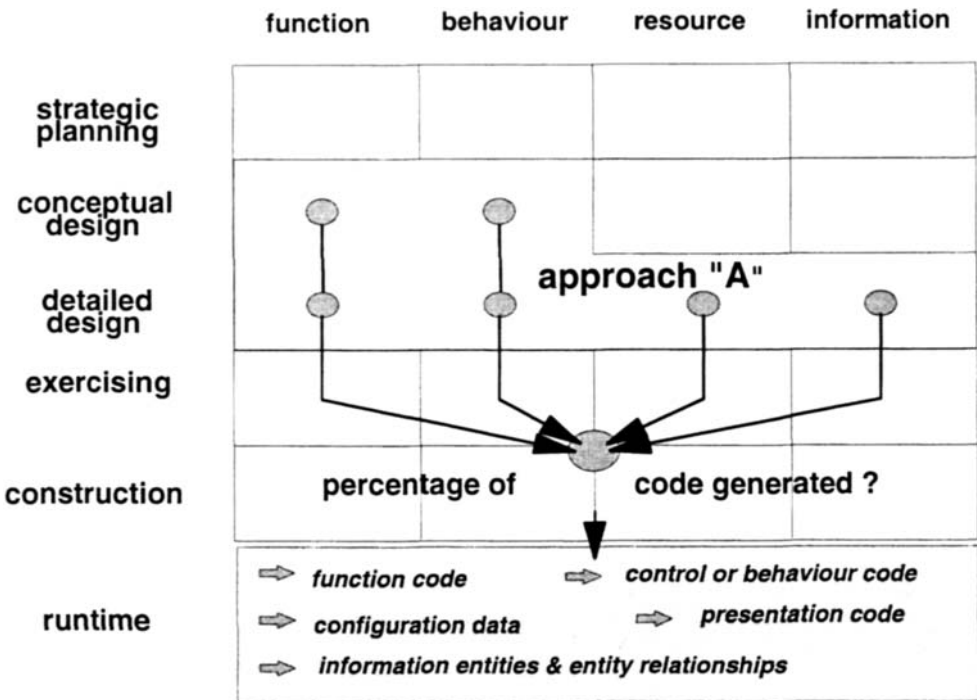 function behaviour resource information
strategic
planning
conceptual
design
approach "A"
detailed
design
exercising
construction
percentage of code generated ?
runtime
function code control or behaviour code
configuration data presentation code
information entities & entity relationships